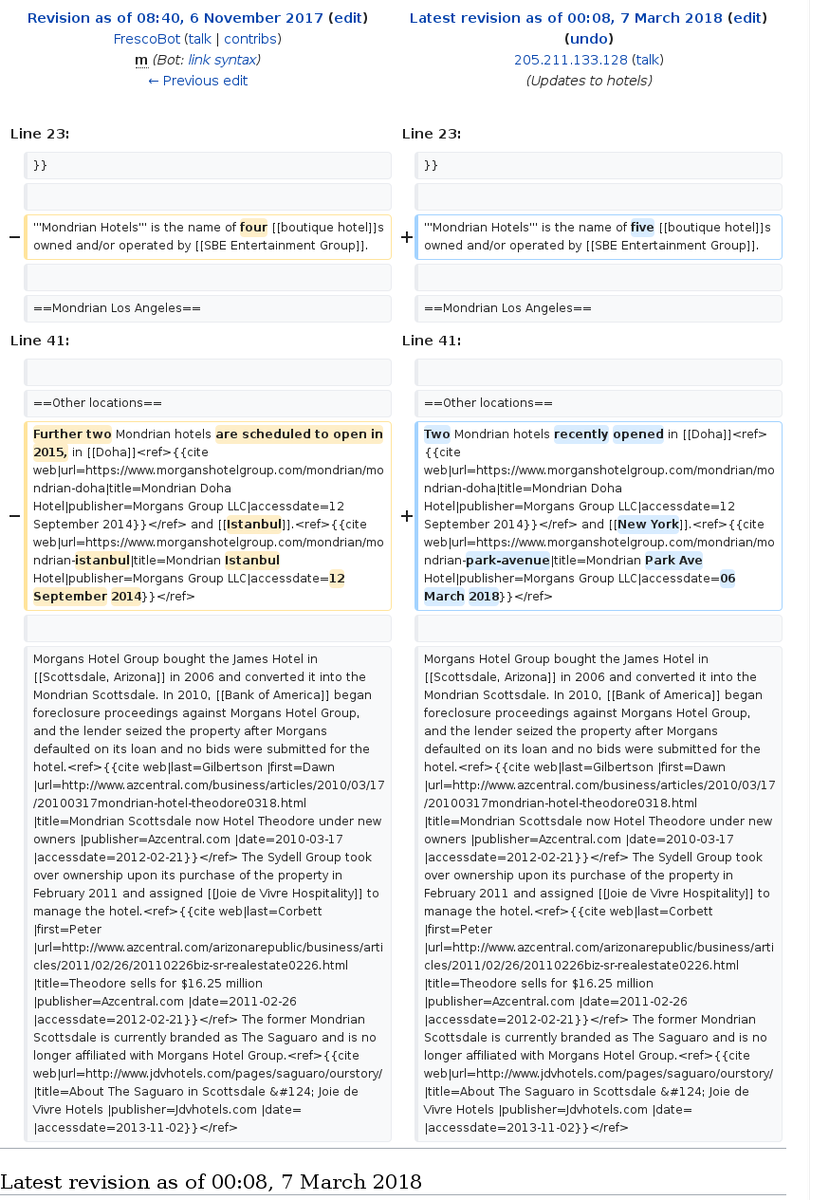 Revision as of 08:40, 6 November 2017 (edit)
FrescoBot (talk | contribs)
m (Bot: link syntax)
← Previous edit
Latest revision as of 00:08, 7 March 2018 (edit)
(undo)
205.211.133.128 (talk)
(Updates to hotels)
Line 23:
Line 23:
}}
}}
− '''Mondrian Hotels''' is the name of four [[boutique hotel]]s
owned and/or operated by [[SBE Entertainment Group]].
+ '''Mondrian Hotels''' is the name of five [[boutique hotel]]s
owned and/or operated by [[SBE Entertainment Group]].
==Mondrian Los Angeles==
==Mondrian Los Angeles==
Line 41:
Line 41:
==Other locations==
==Other locations==
− Further two Mondrian hotels are scheduled to open in
2015, in [[Doha]]<ref>{{cite
web|url=https://www.morganshotelgroup.com/mondrian/mo
ndrian-doha|title=Mondrian Doha
Hotel|publisher=Morgans Group LLC|accessdate=12
September 2014}}</ref> and [[Istanbul]].<ref>{{cite
web|url=https://www.morganshotelgroup.com/mondrian/mo
ndrian-istanbul|title=Mondrian Istanbul
Hotel|publisher=Morgans Group LLC|accessdate=12
September 2014}}</ref>
+ Two Mondrian hotels recently opened in [[Doha]]<ref>
{{cite
web|url=https://www.morganshotelgroup.com/mondrian/mo
ndrian-doha|title=Mondrian Doha
Hotel|publisher=Morgans Group LLC|accessdate=12
September 2014}}</ref> and [[New York]].<ref>{{cite
web|url=https://www.morganshotelgroup.com/mondrian/mo
ndrian-park-avenue|title=Mondrian Park Ave
Hotel|publisher=Morgans Group LLC|accessdate=06
March 2018}}</ref>
Morgans Hotel Group bought the James Hotel in
[[Scottsdale, Arizona]] in 2006 and converted it into the
Mondrian Scottsdale. In 2010, [[Bank of America]] began
foreclosure proceedings against Morgans Hotel Group,
and the lender seized the property after Morgans
defaulted on its loan and no bids were submitted for the
hotel.<ref>{{cite web|last=Gilbertson |first=Dawn
|url=http://www.azcentral.com/business/articles/2010/03/17
/20100317mondrian-hotel-theodore0318.html
|title=Mondrian Scottsdale now Hotel Theodore under new
owners |publisher=Azcentral.com |date=2010-03-17
|accessdate=2012-02-21}}</ref> The Sydell Group took
over ownership upon its purchase of the property in
February 2011 and assigned [[Joie de Vivre Hospitality]] to
manage the hotel.<ref>{{cite web|last=Corbett
|first=Peter
|url=http://www.azcentral.com/arizonarepublic/business/arti
cles/2011/02/26/20110226biz-sr-realestate0226.html
|title=Theodore sells for $16.25 million
|publisher=Azcentral.com |date=2011-02-26
|accessdate=2012-02-21}}</ref> The former Mondrian
Scottsdale is currently branded as The Saguaro and is no
longer affiliated with Morgans Hotel Group.<ref>{{cite
web|url=http://www.jdvhotels.com/pages/saguaro/ourstory/
|title=About The Saguaro in Scottsdale &#124; Joie de
Vivre Hotels |publisher=Jdvhotels.com |date=
|accessdate=2013-11-02}}</ref>
Morgans Hotel Group bought the James Hotel in
[[Scottsdale, Arizona]] in 2006 and converted it into the
Mondrian Scottsdale. In 2010, [[Bank of America]] began
foreclosure proceedings against Morgans Hotel Group,
and the lender seized the property after Morgans
defaulted on its loan and no bids were submitted for the
hotel.<ref>{{cite web|last=Gilbertson |first=Dawn
|url=http://www.azcentral.com/business/articles/2010/03/17
/20100317mondrian-hotel-theodore0318.html
|title=Mondrian Scottsdale now Hotel Theodore under new
owners |publisher=Azcentral.com |date=2010-03-17
|accessdate=2012-02-21}}</ref> The Sydell Group took
over ownership upon its purchase of the property in
February 2011 and assigned [[Joie de Vivre Hospitality]] to
manage the hotel.<ref>{{cite web|last=Corbett
|first=Peter
|url=http://www.azcentral.com/arizonarepublic/business/arti
cles/2011/02/26/20110226biz-sr-realestate0226.html
|title=Theodore sells for $16.25 million
|publisher=Azcentral.com |date=2011-02-26
|accessdate=2012-02-21}}</ref> The former Mondrian
Scottsdale is currently branded as The Saguaro and is no
longer affiliated with Morgans Hotel Group.<ref>{{cite
web|url=http://www.jdvhotels.com/pages/saguaro/ourstory/
|title=About The Saguaro in Scottsdale &#124; Joie de
Vivre Hotels |publisher=Jdvhotels.com |date=
|accessdate=2013-11-02}}</ref>
Latest revision as of 00:08, 7 March 2018